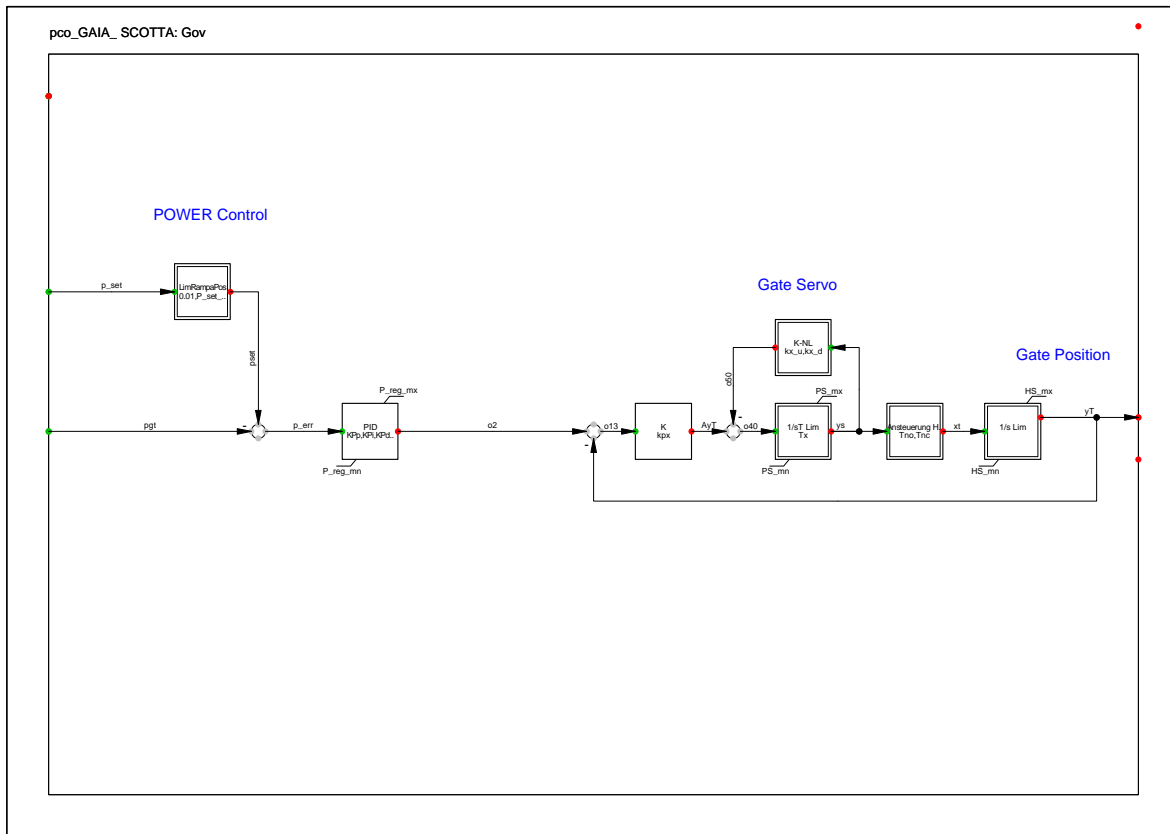 pco_GAIA_ SCOTTA: Gov
POWER Control
p_set
LimRampaPos
0.01,P_set_..
pset
Gate Servo
K-NL
kx_u,kx_d
o50
Gate Position
P_reg_mx
PS_mx
HS_mx
yT
pgt
-
p_err
PID
KPp,KPi,KPd..
o2
o13
-
K
kpx
AyT
-
o40
1/sT Lim
Tx
ys
Ansteuerung H..
Tno,Tnc
xt
1/s Lim
P_reg_mn
PS_mn
HS_mn